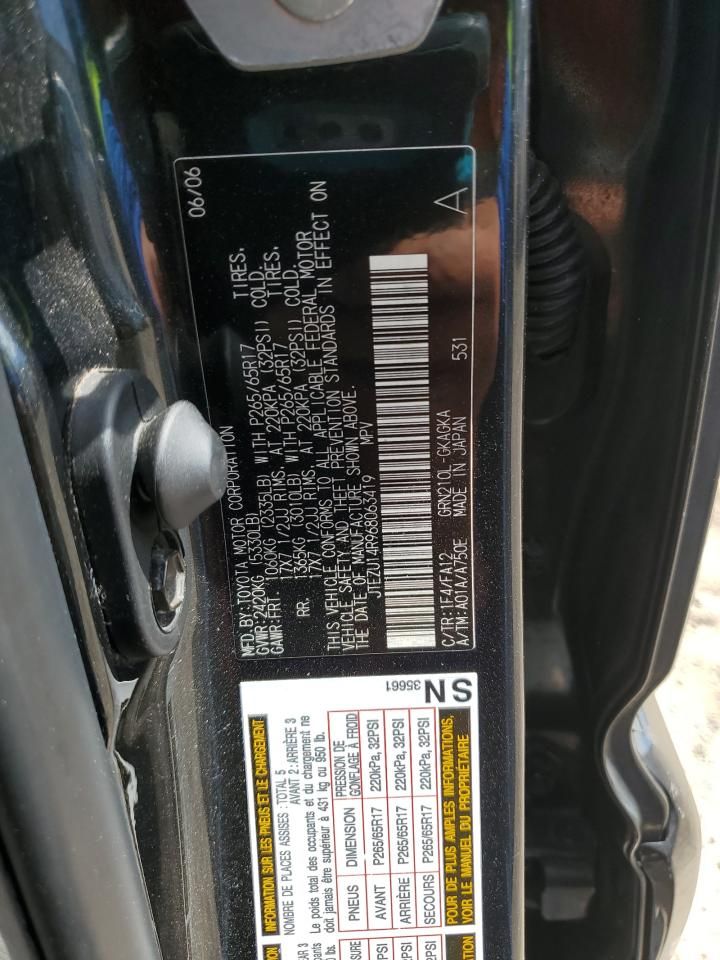 MFD.BY:TOYOTA MOTOR CORPORATION 06/06
GVWR:2420KG (5330LB)
GAWR:FRT 1060KG (2335LB) WITH P265/65R17 TIRES,
17X7 1/2JJ RIMS, AT 220KPA (32PSI) COLD.
RR. 1365KG (3010LB) WITH P265/65R17 TIRES,
17X7 1/2JJ RIMS, AT 220KPA (32PSI) COLD.
THIS VEHICLE CONFORMS TO ALL APPLICABLE FEDERAL MOTOR
VEHICLE SAFETY AND THEFT PREVENTION STANDARDS IN EFFECT ON
THE DATE OF MANUFACTURE SHOWN ABOVE.
JTEZU14R968063419 MPV
C/TR:1F4/FA12 GRN210L-GKAGKA 531
A/TM:A01A/A750E MADE IN JAPAN A
INFORMATION SUR LES PNEUS ET LE CHARGEMENT
NOMBRE DE PLACES ASSISES : TOTAL 5
AVANT 2 : ARRIÈRE 3
Le poids total des occupants et du chargement ne
doit jamais être supérieur à 431 kg ou 950 lb.
PNEUS DIMENSION PRESSION DE GONFLAGE À FROID
AVANT P265/65R17 220kPa, 32PSI
ARRIÈRE P265/65R17 220kPa, 32PSI
SECOURS P265/65R17 220kPa, 32PSI
POUR DE PLUS AMPLES INFORMATIONS,
VOIR LE MANUEL DU PROPRIÉTAIRE
SN
35661